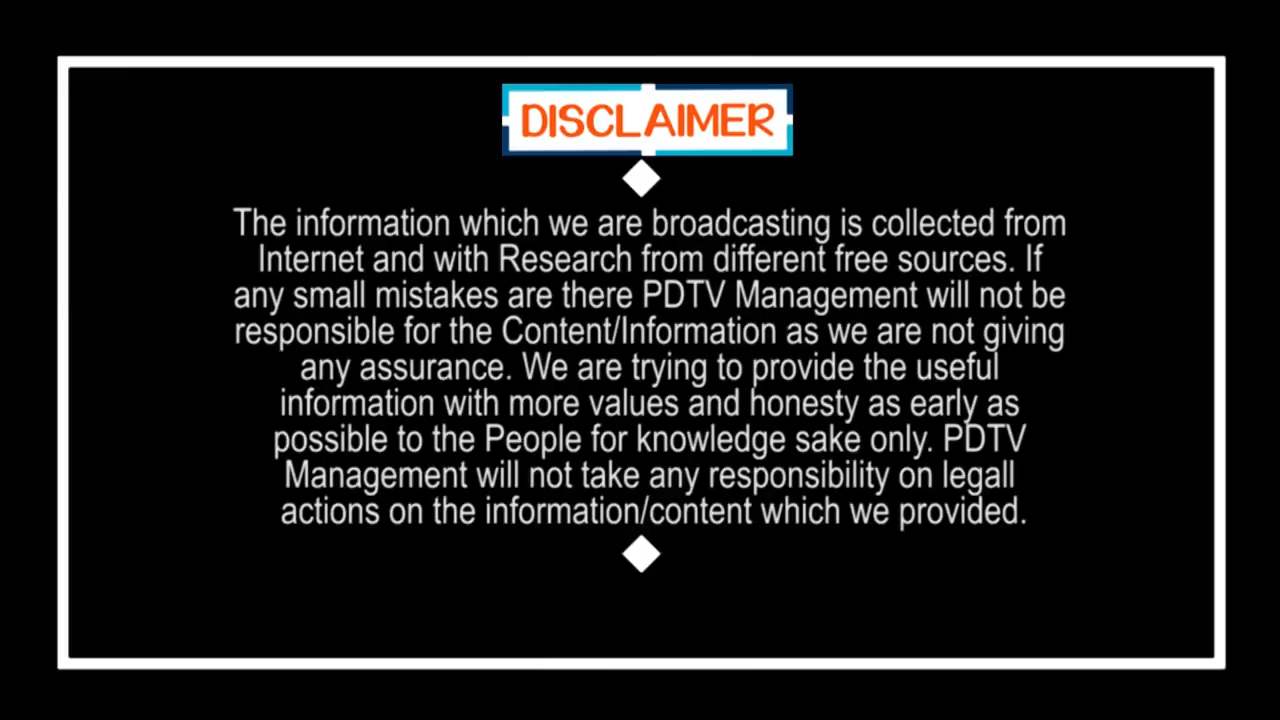 DISCLAIMER
The information which we are broadcasting is collected from
Internet and with Research from different free sources. If
any small mistakes are there PDTV Management will not be
responsible for the Content/Information as we are not giving
any assurance. We are trying to provide the useful
information with more values and honesty as early as
possible to the People for knowledge sake only. PDTV
Management will not take any responsibility on legall
actions on the information/content which we provided.